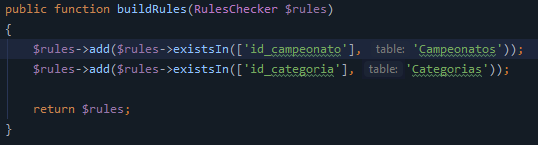 public function buildRules(RulesChecker $rules)
{
$rules->add($rules->existsIn(['id_campeonato'], table: 'Campeonatos'));
$rules->add($rules->existsIn(['id_categoria'], table: 'Categorias'));
return $rules;
}